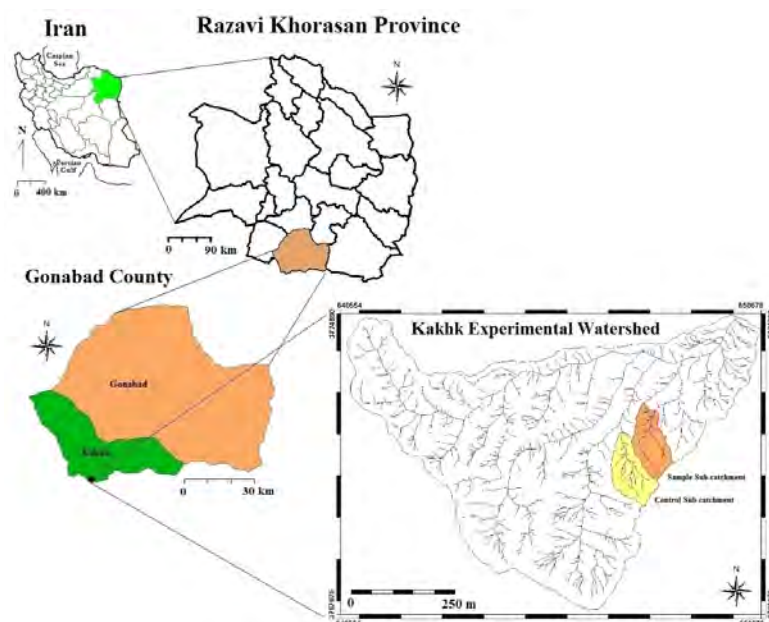 Iran
Razavi Khorasan Province
Caspian
Sea
N
N
Persian
Gulf
0 400 km
0 90 km
Gonabad County
N
Gonabad
0 30 km
640554
Kakhk Experimental Watershed
Sample Sub catchment
Control Sub catchment
N
0 250 m